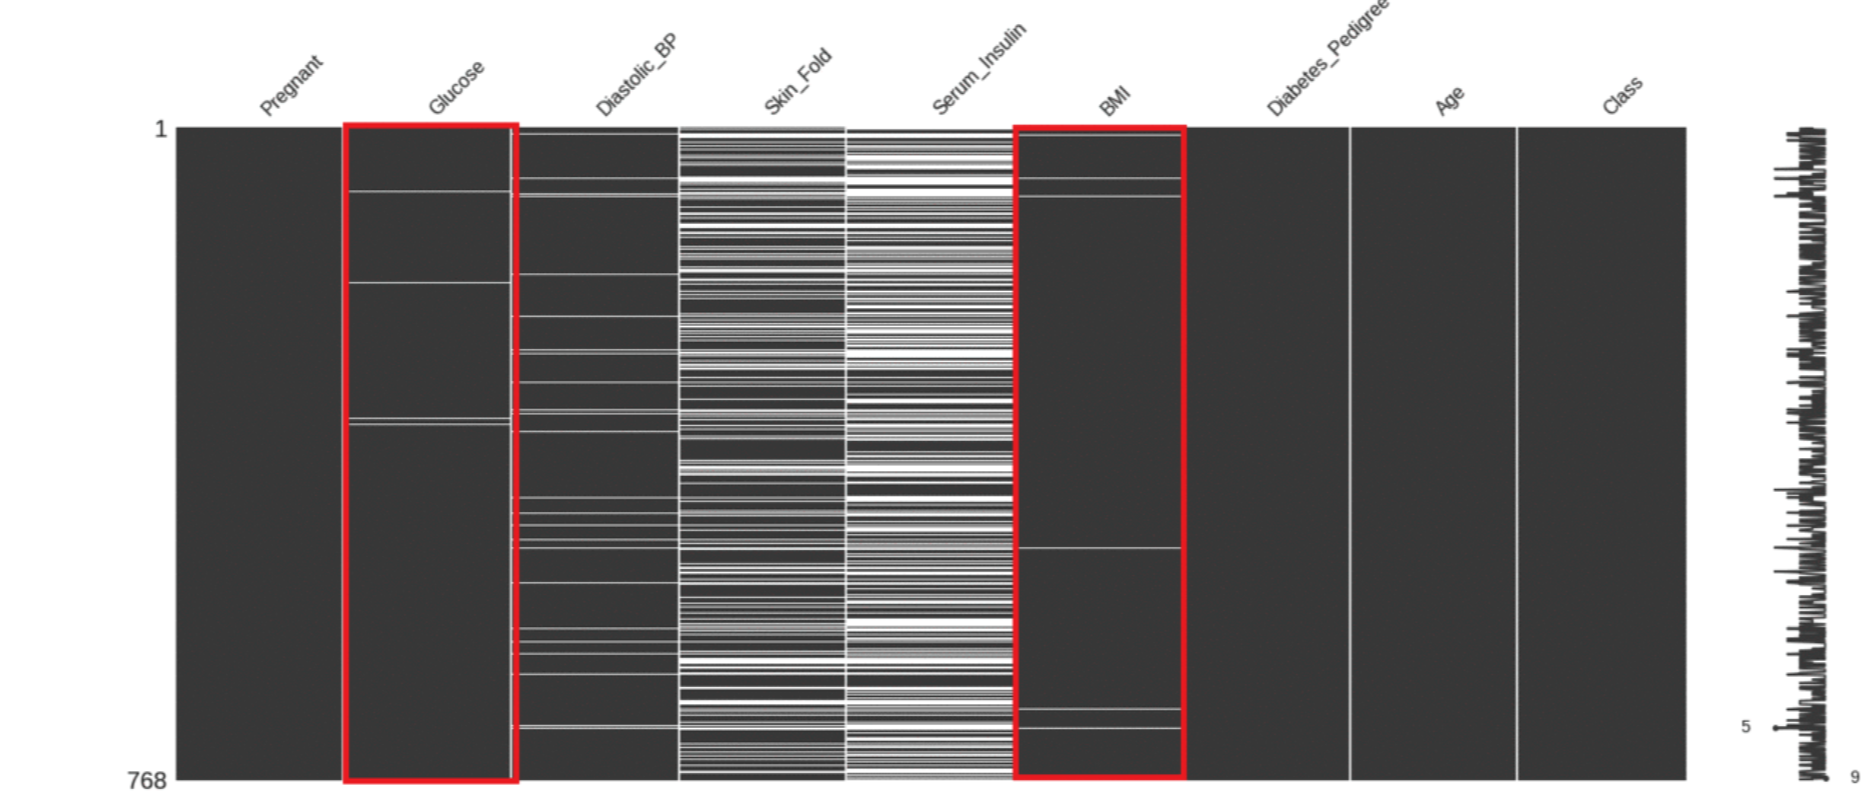 Pregnant
Glucose
Diastolic_BP
Skin_Fold
Serum_Insulin
BMI
Diabetes_Pedigree
Age
Class
1
768
5
9